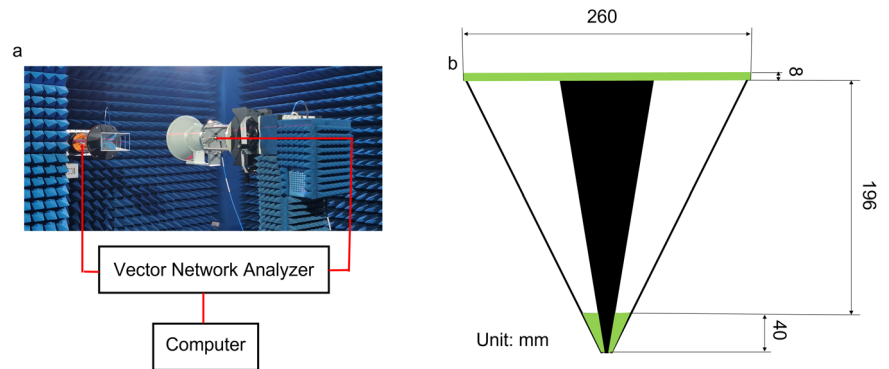 a
Vector Network Analyzer
Computer
b
260
8
196
40
Unit: mm